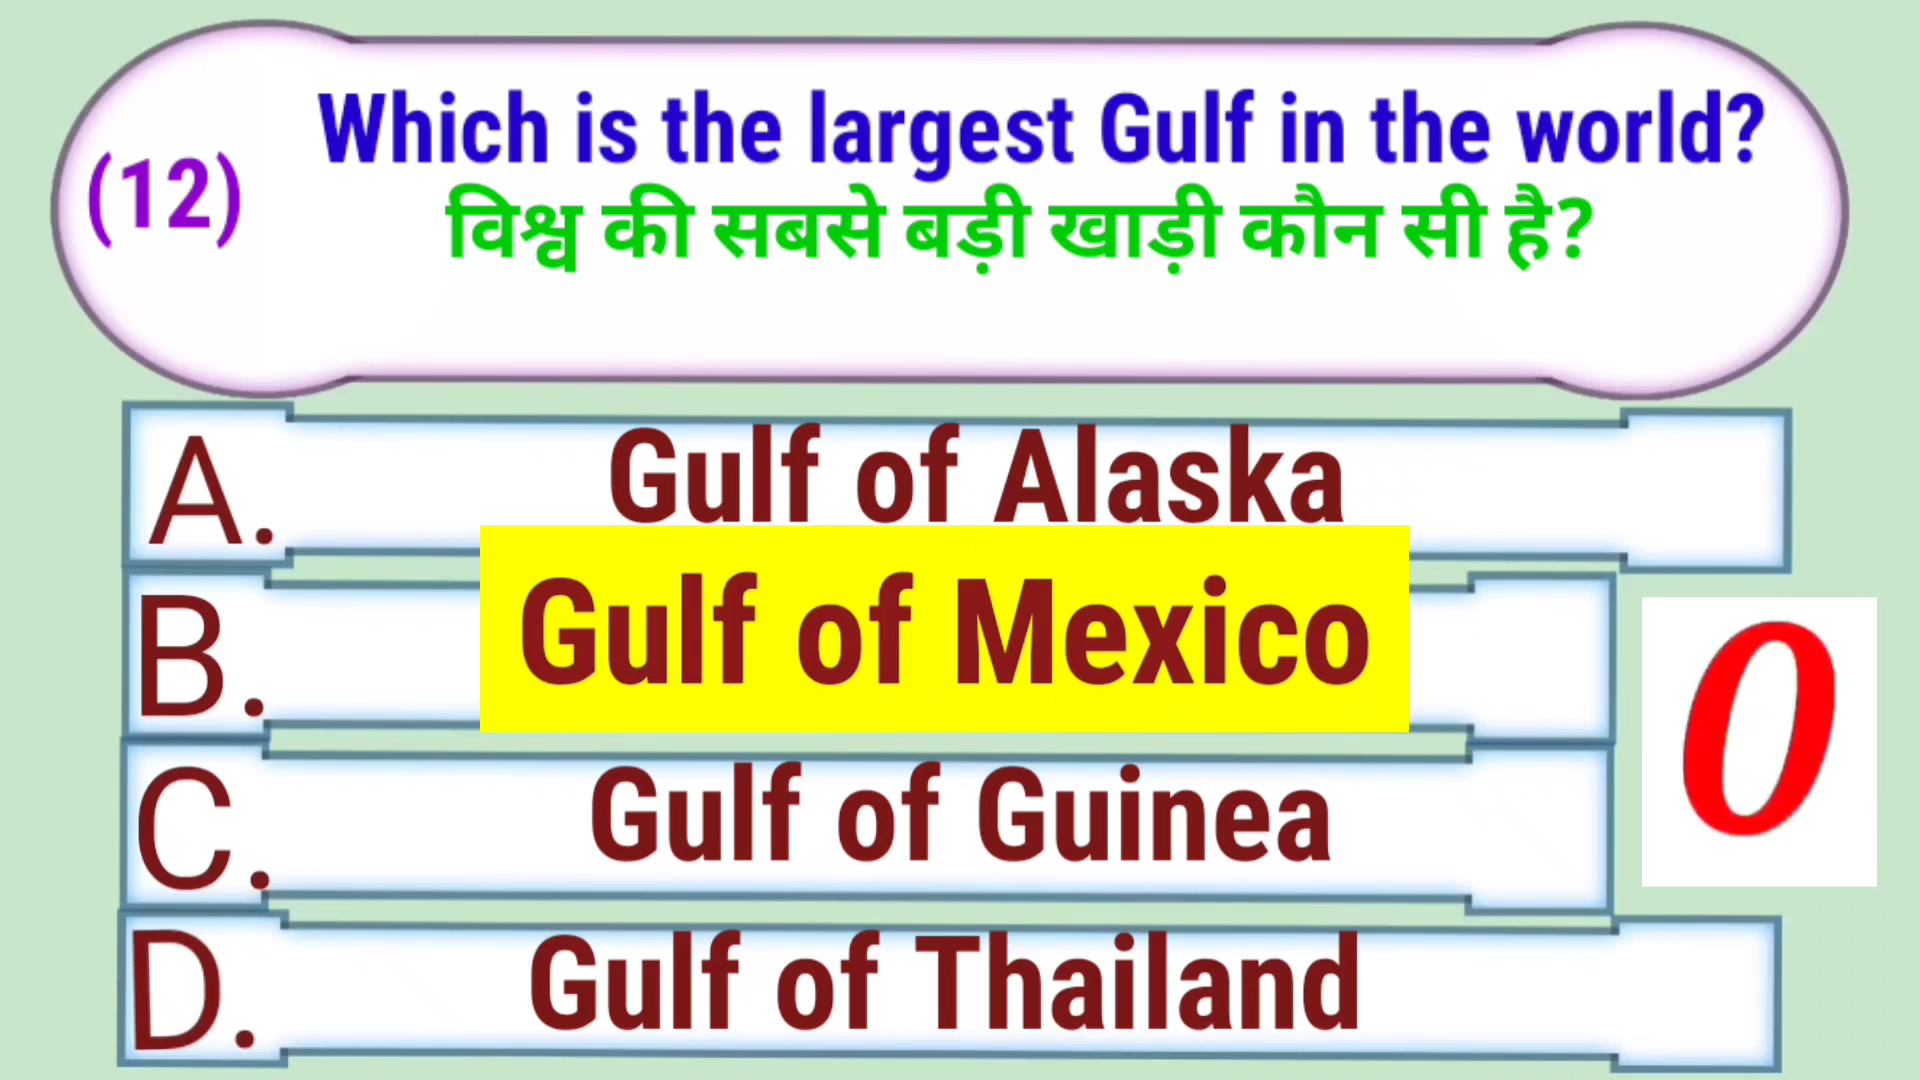 (12)
Which is the largest Gulf in the world?
विश्व की सबसे बड़ी खाड़ी कौन सी है?
A. Gulf of Alaska
B. Gulf of Mexico
C. Gulf of Guinea
D. Gulf of Thailand
0